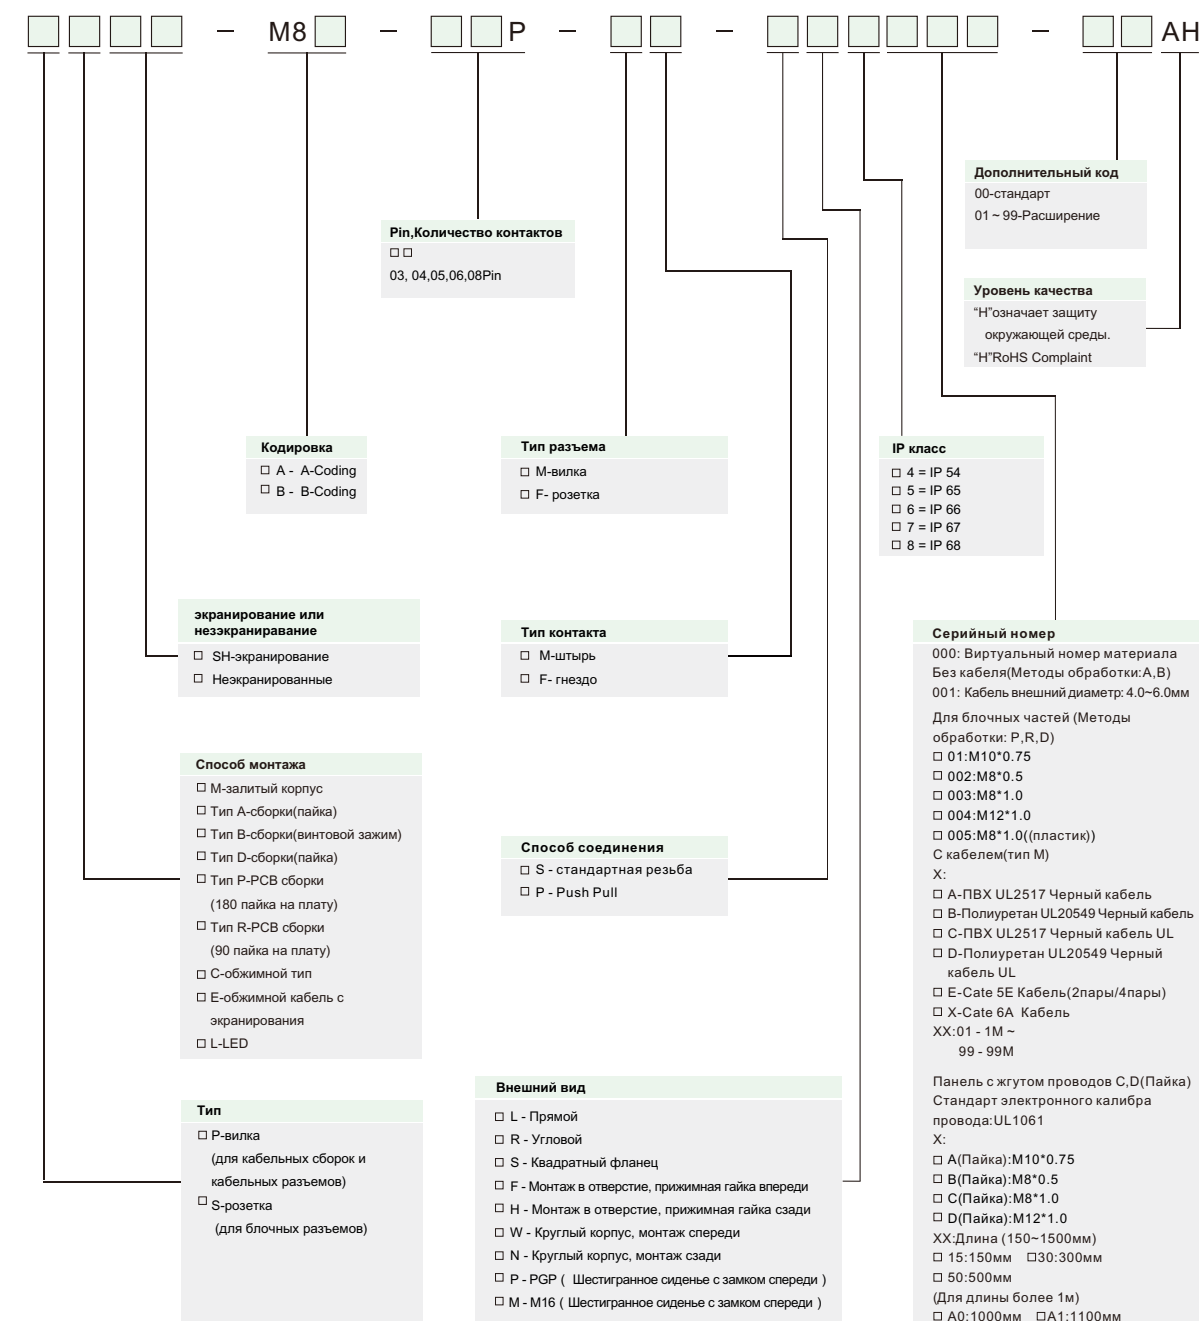 M8 P AH
Дополнительный код
00-стандарт
01 ~ 99-Расширение
Pin,Количество контактов
□ □
03, 04,05,06,08Pin
Уровень качества
“H”означает защиту
окружающей среды.
“H”RoHS Complaint
Кодировка
□ A - A-Coding
□ B - B-Coding
Тип разъема
□ M-вилка
□ F- розетка
IP класс
□ 4 = IP 54
□ 5 = IP 65
□ 6 = IP 66
□ 7 = IP 67
□ 8 = IP 68
экранирование или
незэкраниравание
□ SH-экранирование
□ Неэкранированные
Тип контакта
□ M-штырь
□ F- гнездо
Серийный номер
000: Виртуальный номер материала
Без кабеля(Методы обработки:A,B)
001: Кабель внешний диаметр: 4.0~6.0мм
Для блочных частей (Методы
обработки: P,R,D)
□ 01:M10*0.75
□ 002:M8*0.5
□ 003:M8*1.0
□ 004:M12*1.0
□ 005:M8*1.0((пластик))
С кабелем(тип M)
X:
□ A-ПВХ UL2517 Черный кабель
□ B-Полиуретан UL20549 Черный кабель
□ C-ПВХ UL2517 Черный кабель UL
□ D-Полиуретан UL20549 Черный
кабель UL
□ E-Cate 5E Кабель(2пары/4пары)
□ X-Cate 6A Кабель
XX:01 - 1M ~
99 - 99M
Панель с жгутом проводов C,D(Пайка)
Стандарт электронного калибра
провода:UL1061
X:
□ A(Пайка):M10*0.75
□ B(Пайка):M8*0.5
□ C(Пайка):M8*1.0
□ D(Пайка):M12*1.0
XX:Длина (150~1500мм)
□ 15:150мм □30:300мм
□ 50:500мм
(Для длины более 1м)
□ A0:1000мм □A1:1100мм
Способ монтажа
□ M-залитый корпус
□ Тип A-сборки(пайка)
□ Тип B-сборки(винтовой зажим)
□ Тип D-сборки(пайка)
□ Тип P-PCB сборки
(180 пайка на плату)
□ Тип R-PCB сборки
(90 пайка на плату)
□ C-обжимной тип
□ E-обжимной кабель с
экранирования
□ L-LED
Способ соединения
□ S - стандартная резьба
□ P - Push Pull
Тип
□ P-вилка
(для кабельных сборок и
кабельных разъемов)
□ S-розетка
(для блочных разъемов)
Внешний вид
□ L - Прямой
□ R - Угловой
□ S - Квадратный фланец
□ F - Монтаж в отверстие, прижимная гайка впереди
□ H - Монтаж в отверстие, прижимная гайка сзади
□ W - Круглый корпус, монтаж спереди
□ N - Круглый корпус, монтаж сзади
□ P - PGP ( Шестигранное сиденье с замком спереди )
□ M - M16 ( Шестигранное сиденье с замком спереди )